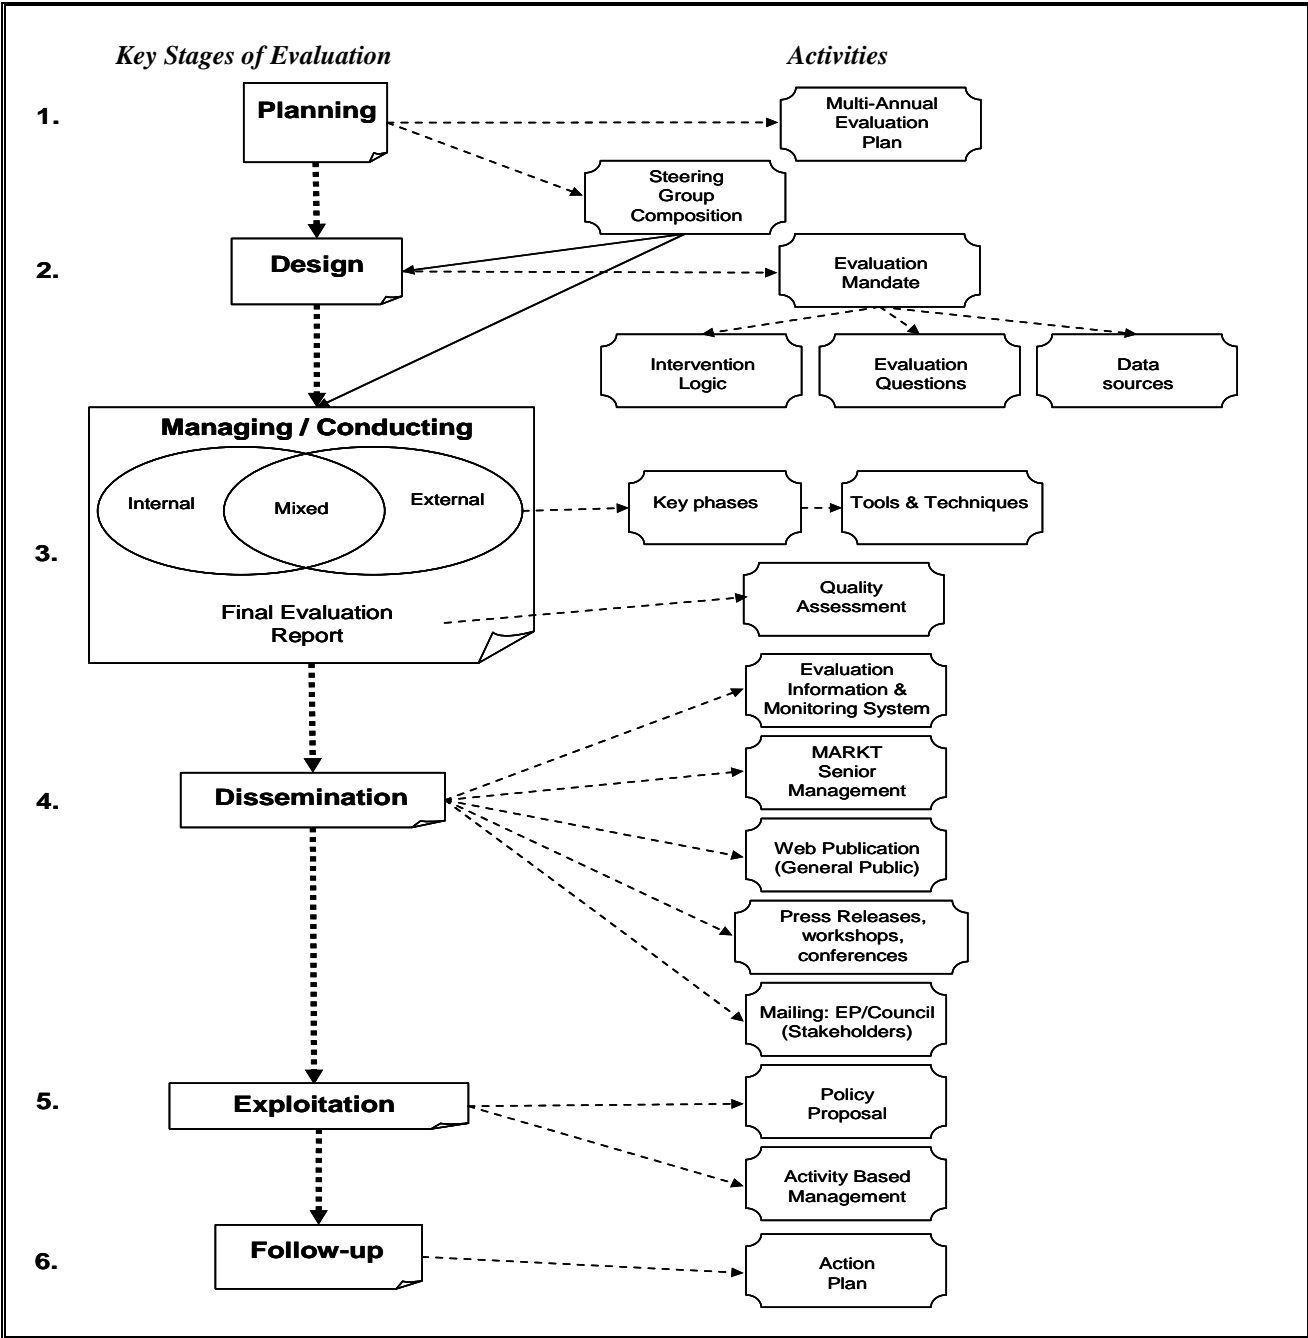 Key Stages of Evaluation
Activities
1.
Planning
Multi-Annual
Evaluation
Plan
Steering
Group
Composition
2.
Design
Evaluation
Mandate
Intervention
Logic
Evaluation
Questions
Data
sources
3.
Managing / Conducting
Internal
Mixed
External
Key phases
Tools & Techniques
Final Evaluation
Report
Quality
Assessment
4.
Dissemination
Evaluation
Information &
Monitoring System
MARKT
Senior
Management
Web Publication
(General Public)
Press Releases,
workshops,
conferences
Mailing: EP/Council
(Stakeholders)
5.
Exploitation
Policy
Proposal
Activity Based
Management
6.
Follow-up
Action
Plan